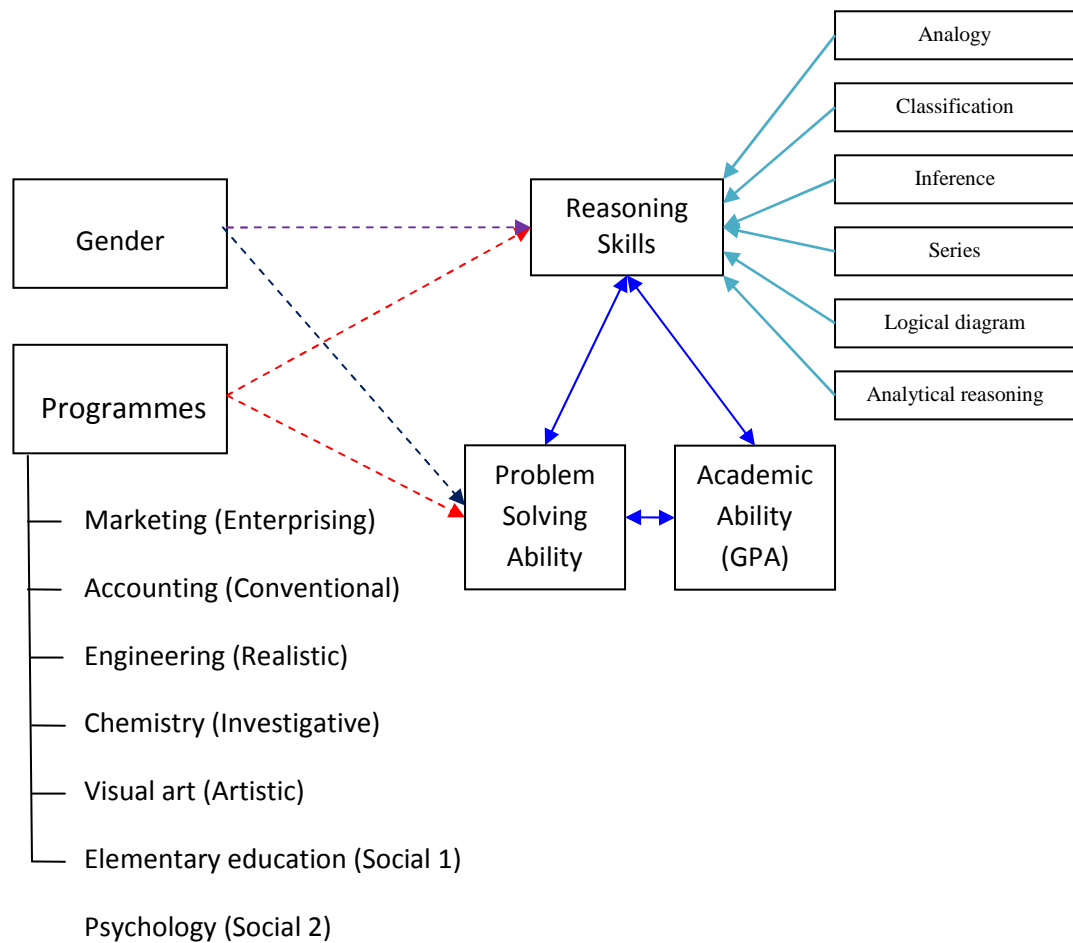 Analogy
Classification
Inference
Series
Logical diagram
Analytical reasoning
Gender
Reasoning
Skills
Programmes
Problem
Solving
Ability
Academic
Ability
(GPA)
Marketing (Enterprising)
Accounting (Conventional)
Engineering (Realistic)
Chemistry (Investigative)
Visual art (Artistic)
Elementary education (Social 1)
Psychology (Social 2)